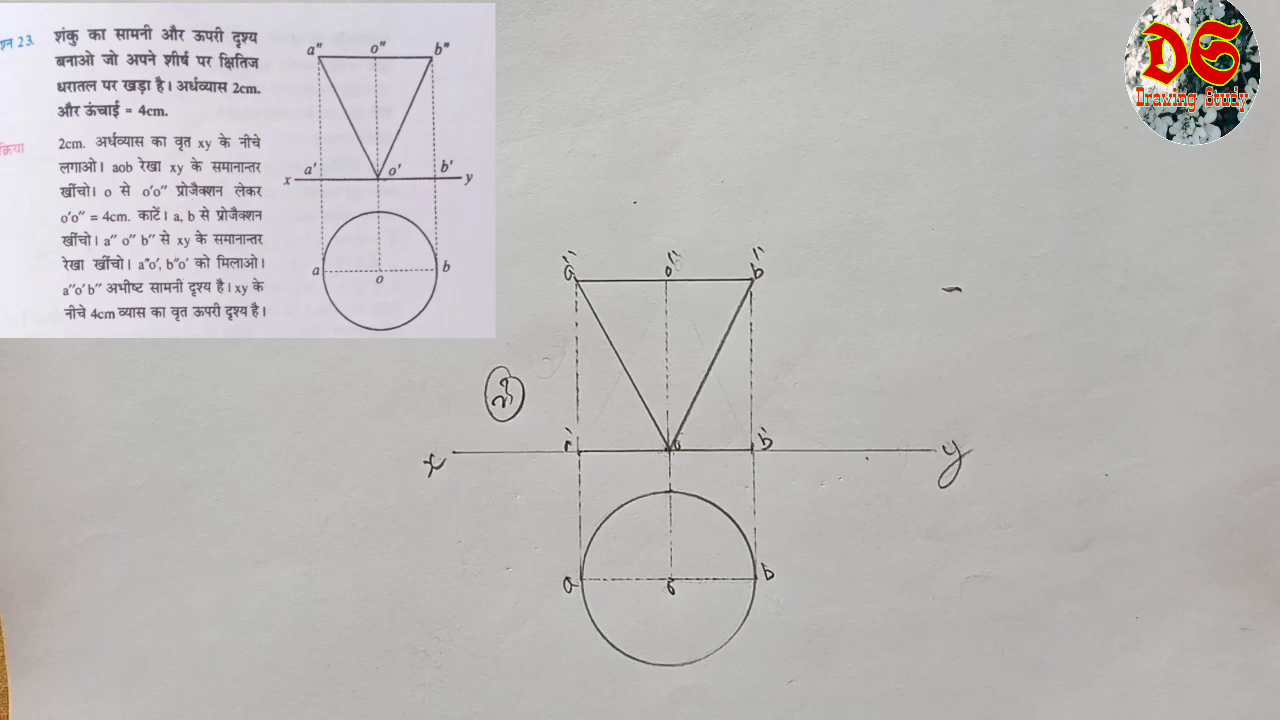 प्रश्न 23. शंकु का सामनी और ऊपरी दृश्य
बनाओ जो अपने शीर्ष पर क्षितिज
धरातल पर खड़ा है। अर्धव्यास 2cm.
और ऊंचाई = 4cm.
क्रिया 2cm. अर्धव्यास का वृत xy के नीचे
लगाओ। aob रेखा xy के समानान्तर
खींचो। o से o'o" प्रोजैक्शन लेकर
o'o" = 4cm. काटें। a, b से प्रोजैक्शन
खींचो। a" o" b" से xy के समानान्तर
रेखा खींचो। a"o', b"o' को मिलाओ।
a"o' b" अभीष्ट सामनी दृश्य है। xy के
नीचे 4cm व्यास का वृत ऊपरी दृश्य है।
a" o" b"
x a' o' b' y
a o b
DS
Drawing Study
a" o" b"
x b' y
a o b